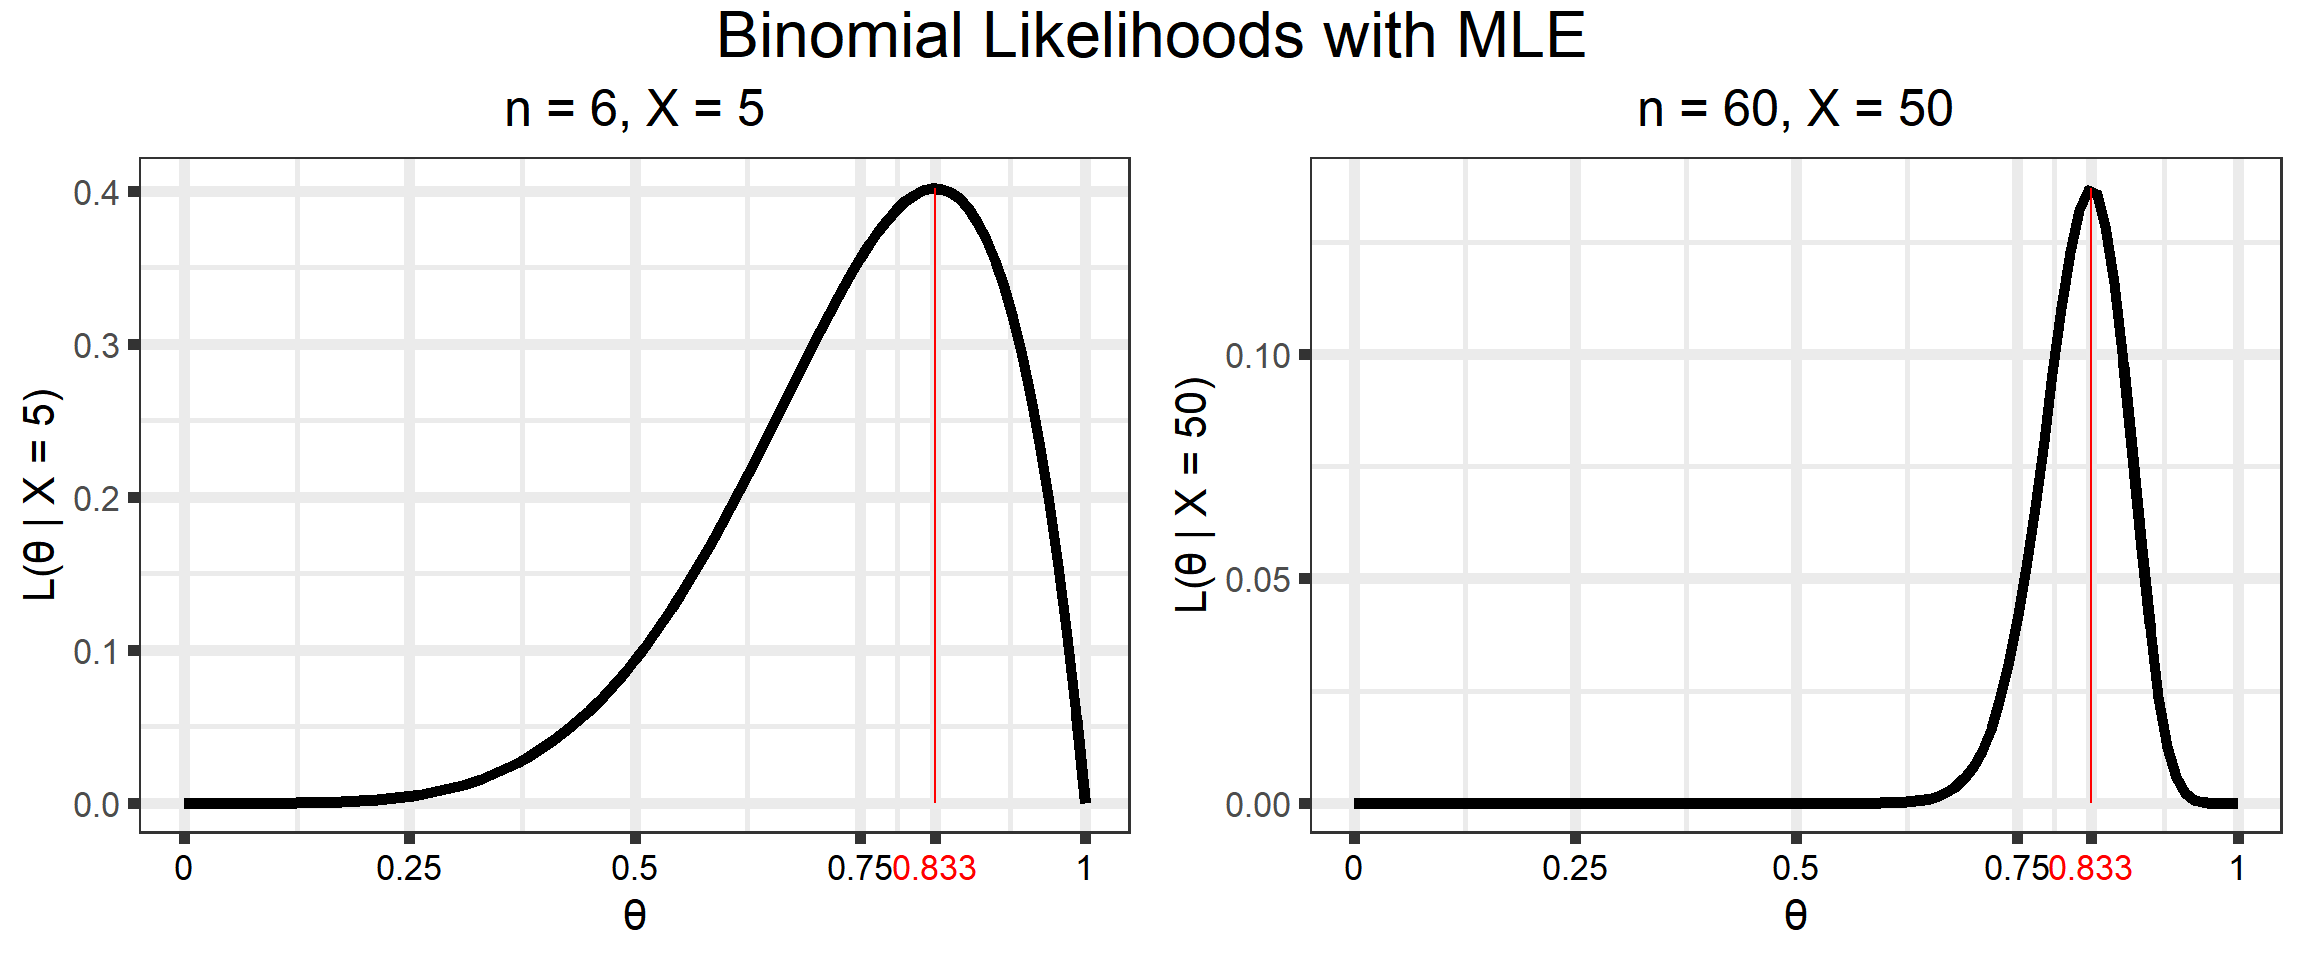 Binomial Likelihoods with MLE
n = 6, X = 5
L(θ | X = 5)
0.4
0.3
0.2
0.1
0.0
0 0.25 0.5 0.75 0.833 1
θ
n = 60, X = 50
L(θ | X = 50)
0.10
0.05
0.00
0 0.25 0.5 0.75 0.833 1
θ